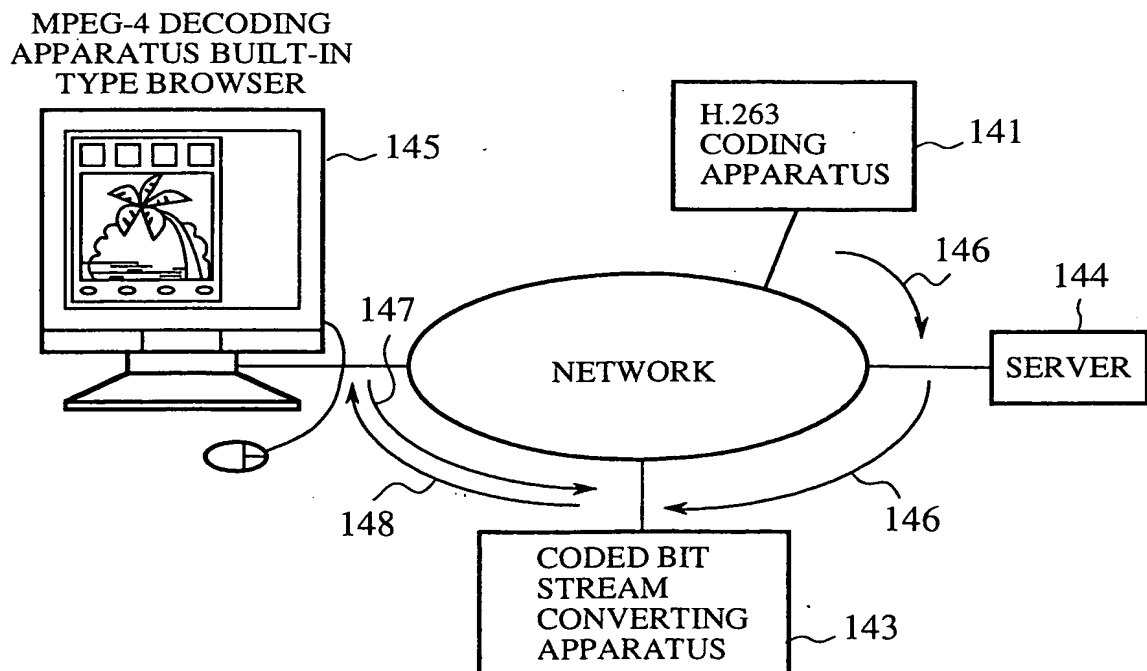 MPEG-4 DECODING
APPARATUS BUILT-IN
TYPE BROWSER
145
H.263
CODING
APPARATUS
141
146
144
SERVER
147
NETWORK
148
146
CODED BIT
STREAM
CONVERTING
APPARATUS
143